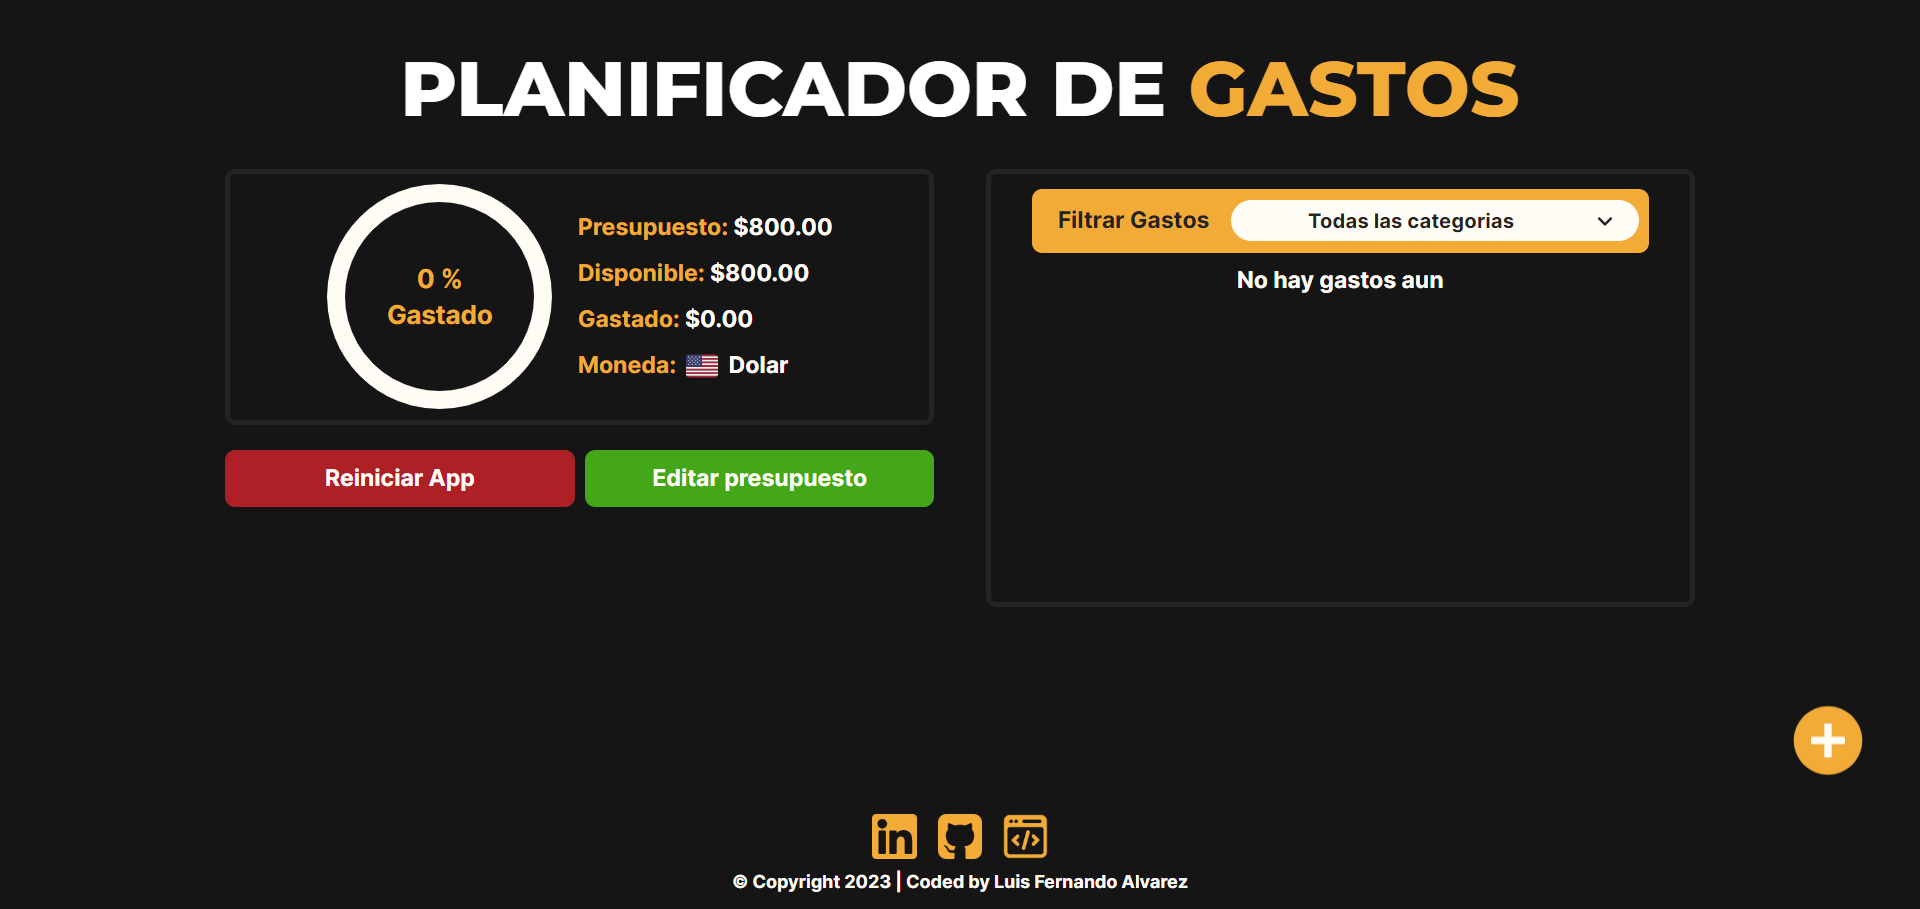 PLANIFICADOR DE GASTOS
0 %
Gastado
Presupuesto: $800.00
Disponible: $800.00
Gastado: $0.00
Moneda: Dolar
Reiniciar App
Editar presupuesto
Filtrar Gastos
Todas las categorias
No hay gastos aun
in
</>
© Copyright 2023 | Coded by Luis Fernando Alvarez